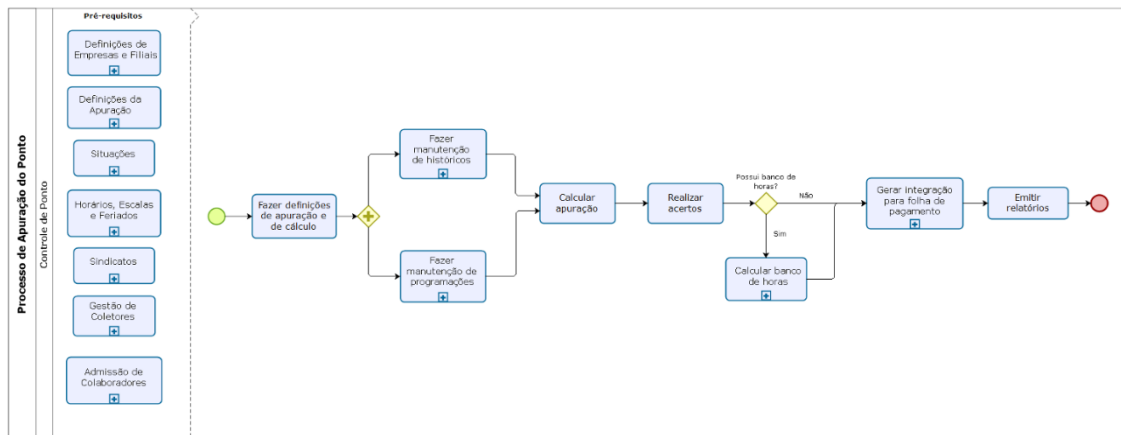 Processo de Apuração do Ponto
Controle de Ponto
Pré-requisitos
Definições de
Empresas e Filiais
Definições da
Apuração
Situações
Horários, Escalas
e Feriados
Sindicatos
Gestão de
Coletores
Admissão de
Colaboradores
Fazer definições
de apuração e
de cálculo
Fazer
manutenção
de históricos
Fazer
manutenção de
programações
Calcular
apuração
Realizar
acertos
Possui banco de
horas?
Não
Sim
Calcular banco
de horas
Gerar integração
para folha de
pagamento
Emitir
relatórios